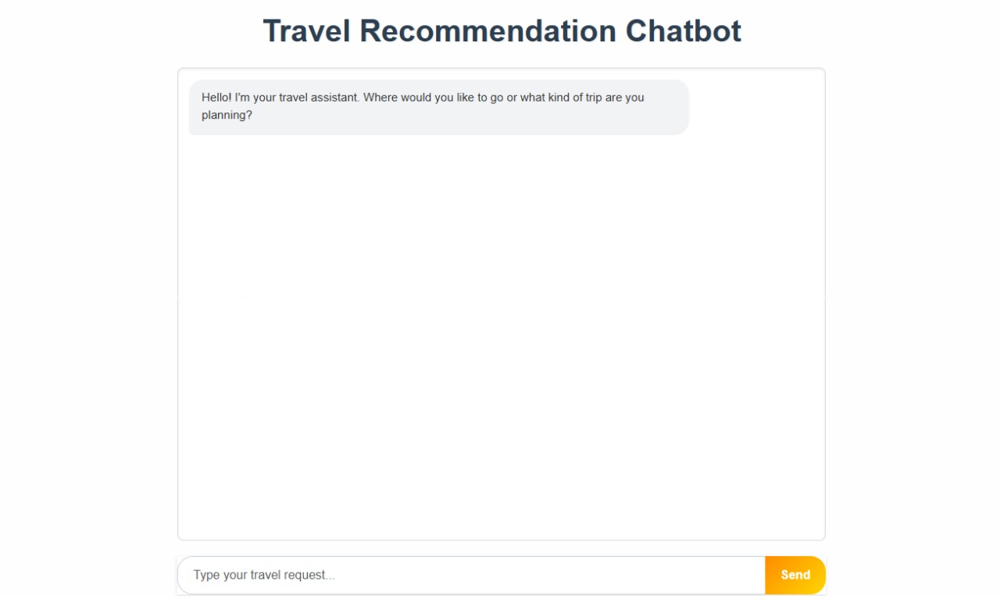 Travel Recommendation Chatbot
Hello! I'm your travel assistant. Where would you like to go or what kind of trip are you
planning?
Type your travel request...
Send